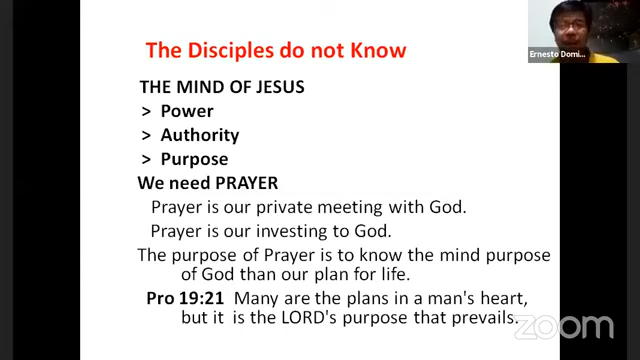 The Disciples do not Know
Ernesto Domi...
THE MIND OF JESUS
> Power
> Authority
> Purpose
We need PRAYER
Prayer is our private meeting with God.
Prayer is our investing to God.
The purpose of Prayer is to know the mind purpose
of God than our plan for life.
Pro 19:21 Many are the plans in a man's heart,
but it is the LORD's purpose that prevails.
zoom